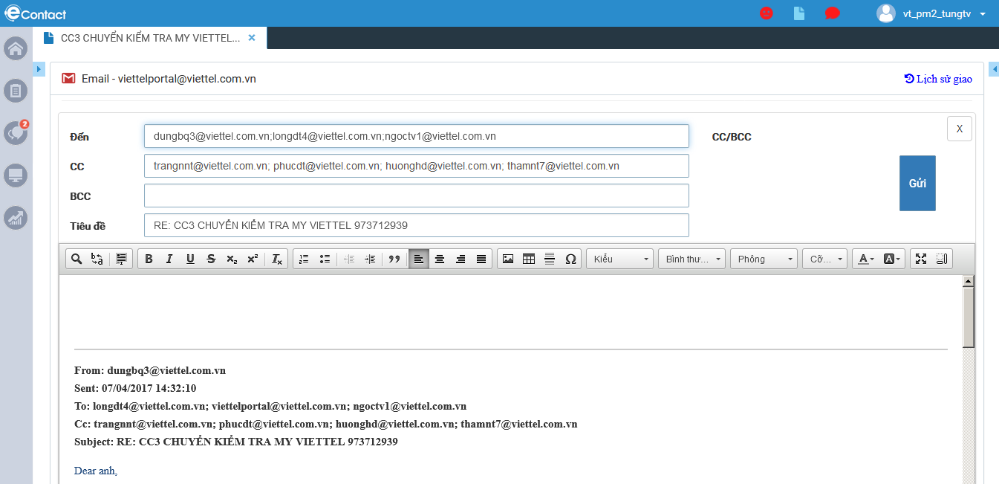 eContact
vt_pm2_tungtv
CC3 CHUYỂN KIỂM TRA MY VIETTEL... ×
2
Email - viettelportal@viettel.com.vn
Lịch sử giao
Đến
dungbq3@viettel.com.vn;longdt4@viettel.com.vn;ngoctv1@viettel.com.vn
CC/BCC
X
CC
trangnnt@viettel.com.vn; phucdt@viettel.com.vn; huonghd@viettel.com.vn; thamnt7@viettel.com.vn
Gửi
BCC
Tiêu đề
RE: CC3 CHUYỂN KIỂM TRA MY VIETTEL 973712939
B I U S x₂ x² Tx Ω Kiểu Bình thư... Phông Cỡ... A A
From: dungbq3@viettel.com.vn
Sent: 07/04/2017 14:32:10
To: longdt4@viettel.com.vn; viettelportal@viettel.com.vn; ngoctv1@viettel.com.vn
Cc: trangnnt@viettel.com.vn; phucdt@viettel.com.vn; huonghd@viettel.com.vn; thamnt7@viettel.com.vn
Subject: RE: CC3 CHUYỂN KIỂM TRA MY VIETTEL 973712939
Dear anh,